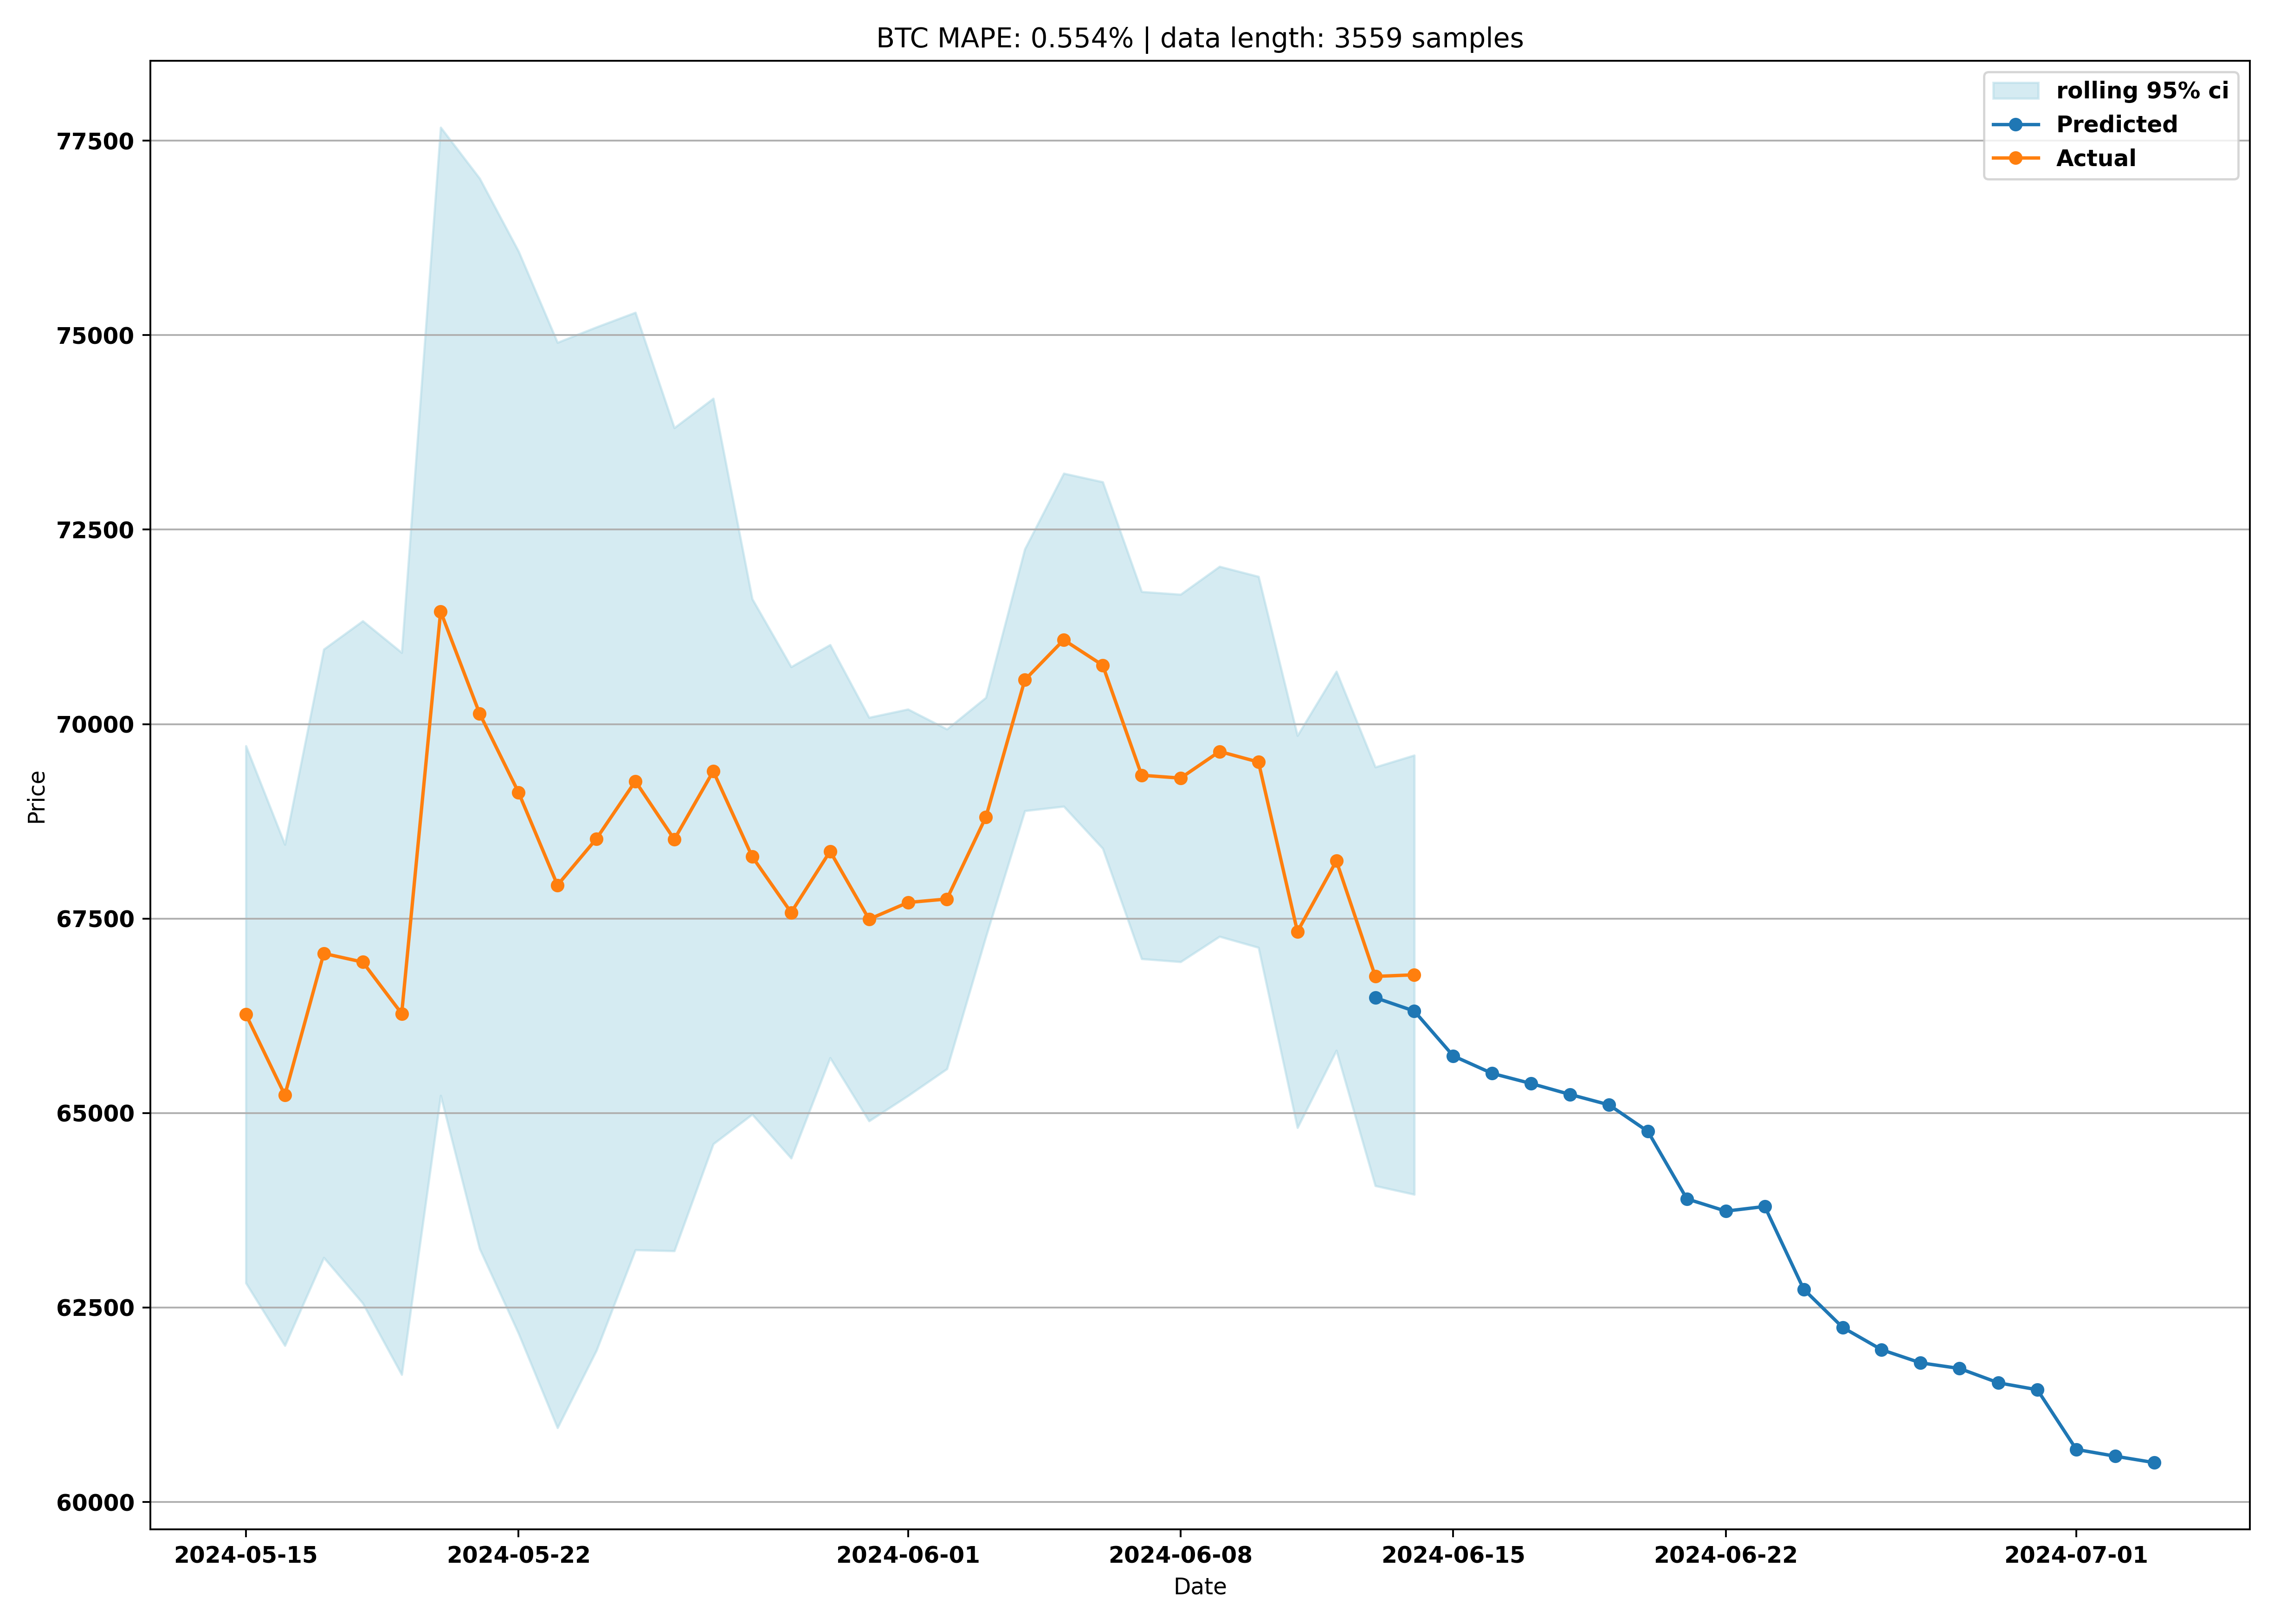 BTC MAPE: 0.554% | data length: 3559 samples
rolling 95% ci
Predicted
Actual
77500
75000
72500
70000
67500
65000
62500
60000
Price
2024-05-15
2024-05-22
2024-06-01
2024-06-08
2024-06-15
2024-06-22
2024-07-01
Date